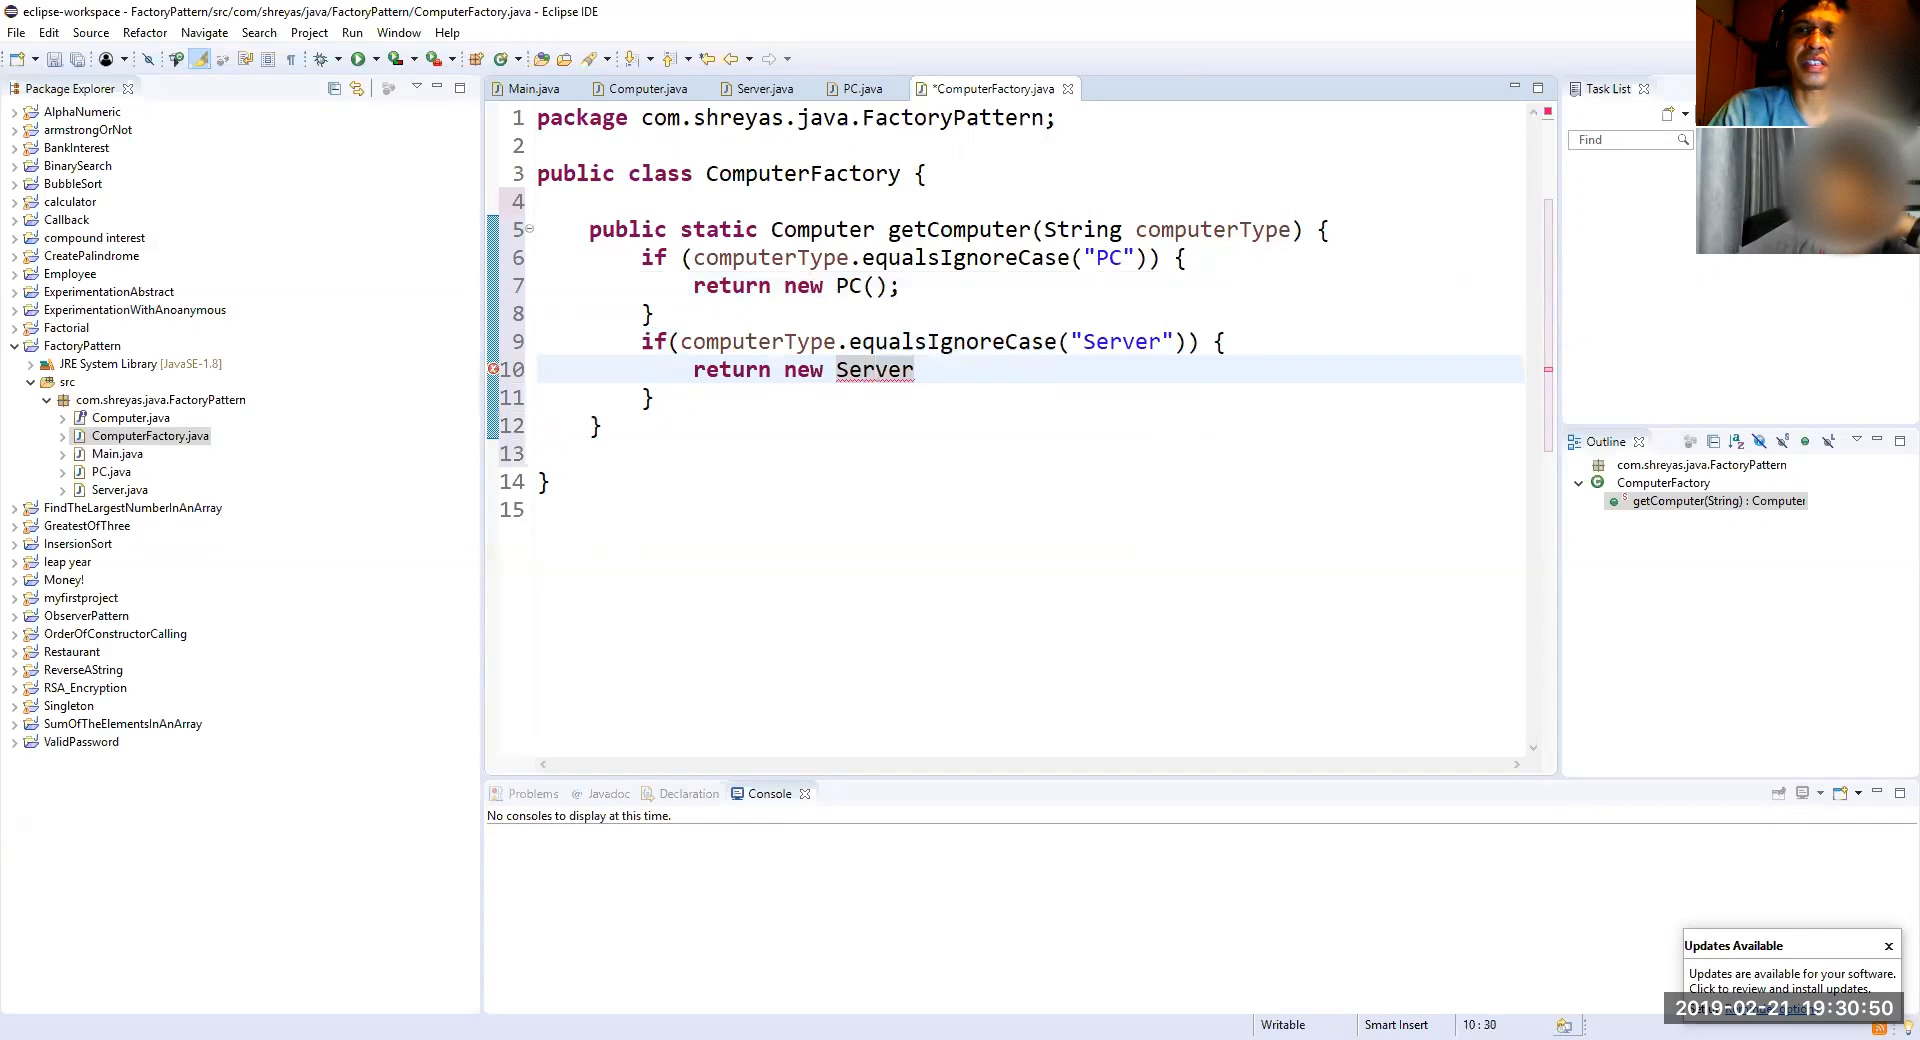 eclipse-workspace - FactoryPattern/src/com/shreyas/java/FactoryPattern/ComputerFactory.java - Eclipse IDE
File Edit Source Refactor Navigate Search Project Run Window Help
Package Explorer
AlphaNumeric
armstrongOrNot
BankInterest
BinarySearch
BubbleSort
calculator
Callback
compound interest
CreatePalindrome
Employee
ExperimentationAbstract
ExperimentationWithAnoanymous
Factorial
FactoryPattern
JRE System Library [JavaSE-1.8]
src
com.shreyas.java.FactoryPattern
Computer.java
ComputerFactory.java
Main.java
PC.java
Server.java
FindTheLargestNumberInAnArray
GreatestOfThree
InsersionSort
leap year
Money!
myfirstproject
ObserverPattern
OrderOfConstructorCalling
Restaurant
ReverseAString
RSA_Encryption
Singleton
SumOfTheElementsInAnArray
ValidPassword
Main.java Computer.java Server.java PC.java *ComputerFactory.java
1 package com.shreyas.java.FactoryPattern;
2
3 public class ComputerFactory {
4
5 public static Computer getComputer(String computerType) {
6 if (computerType.equalsIgnoreCase("PC")) {
7 return new PC();
8 }
9 if(computerType.equalsIgnoreCase("Server")) {
10 return new Server
11 }
12 }
13
14 }
15
Problems @ Javadoc Declaration Console
No consoles to display at this time.
Task List
Find
Outline
com.shreyas.java.FactoryPattern
ComputerFactory
getComputer(String) : Computer
Updates Available
Updates are available for your software.
Click to review and install updates.
2019-02-21 19:30:50
Writable Smart Insert 10 : 30